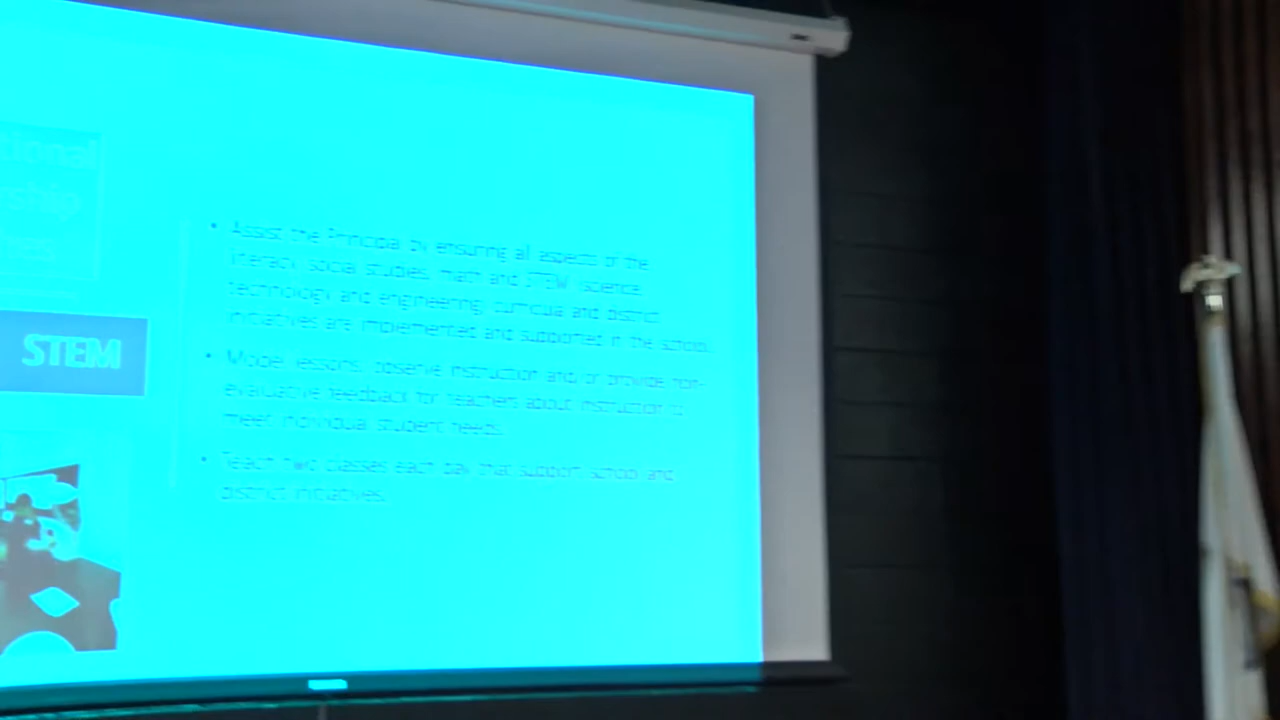 tional
rship
STEM
• Assist the Principal by ensuring all aspects of the
literacy, social studies, math and STEM (science,
technology and engineering) curricula and district
initiatives are implemented and supported in the school.
• Model lessons, observe instruction and/or provide non-
evaluative feedback for teachers about instruction to
meet individual student needs.
• Teach two classes each day that support school and
district initiatives.